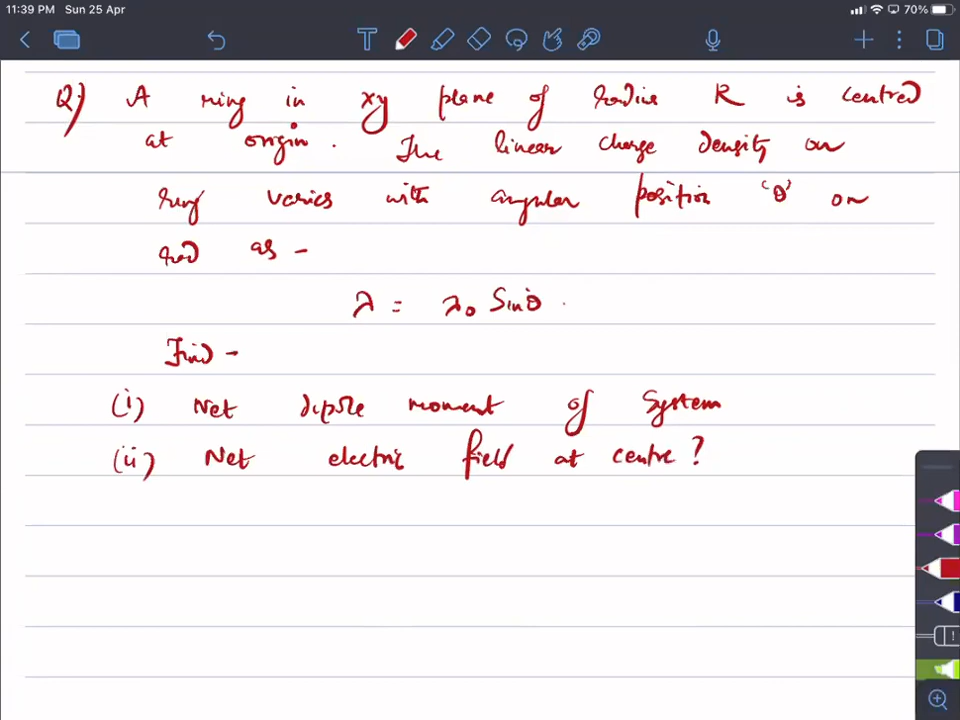 11:39 PM Sun 25 Apr
70%
T
Q) A ring in xy plane of radius R is centred
at origin. The linear charge density on
ring varies with angular position 'θ' on
rod as -
λ = λ₀ Sinθ
Find -
(i) Net dipole moment of System
(ii) Net electric field at centre?